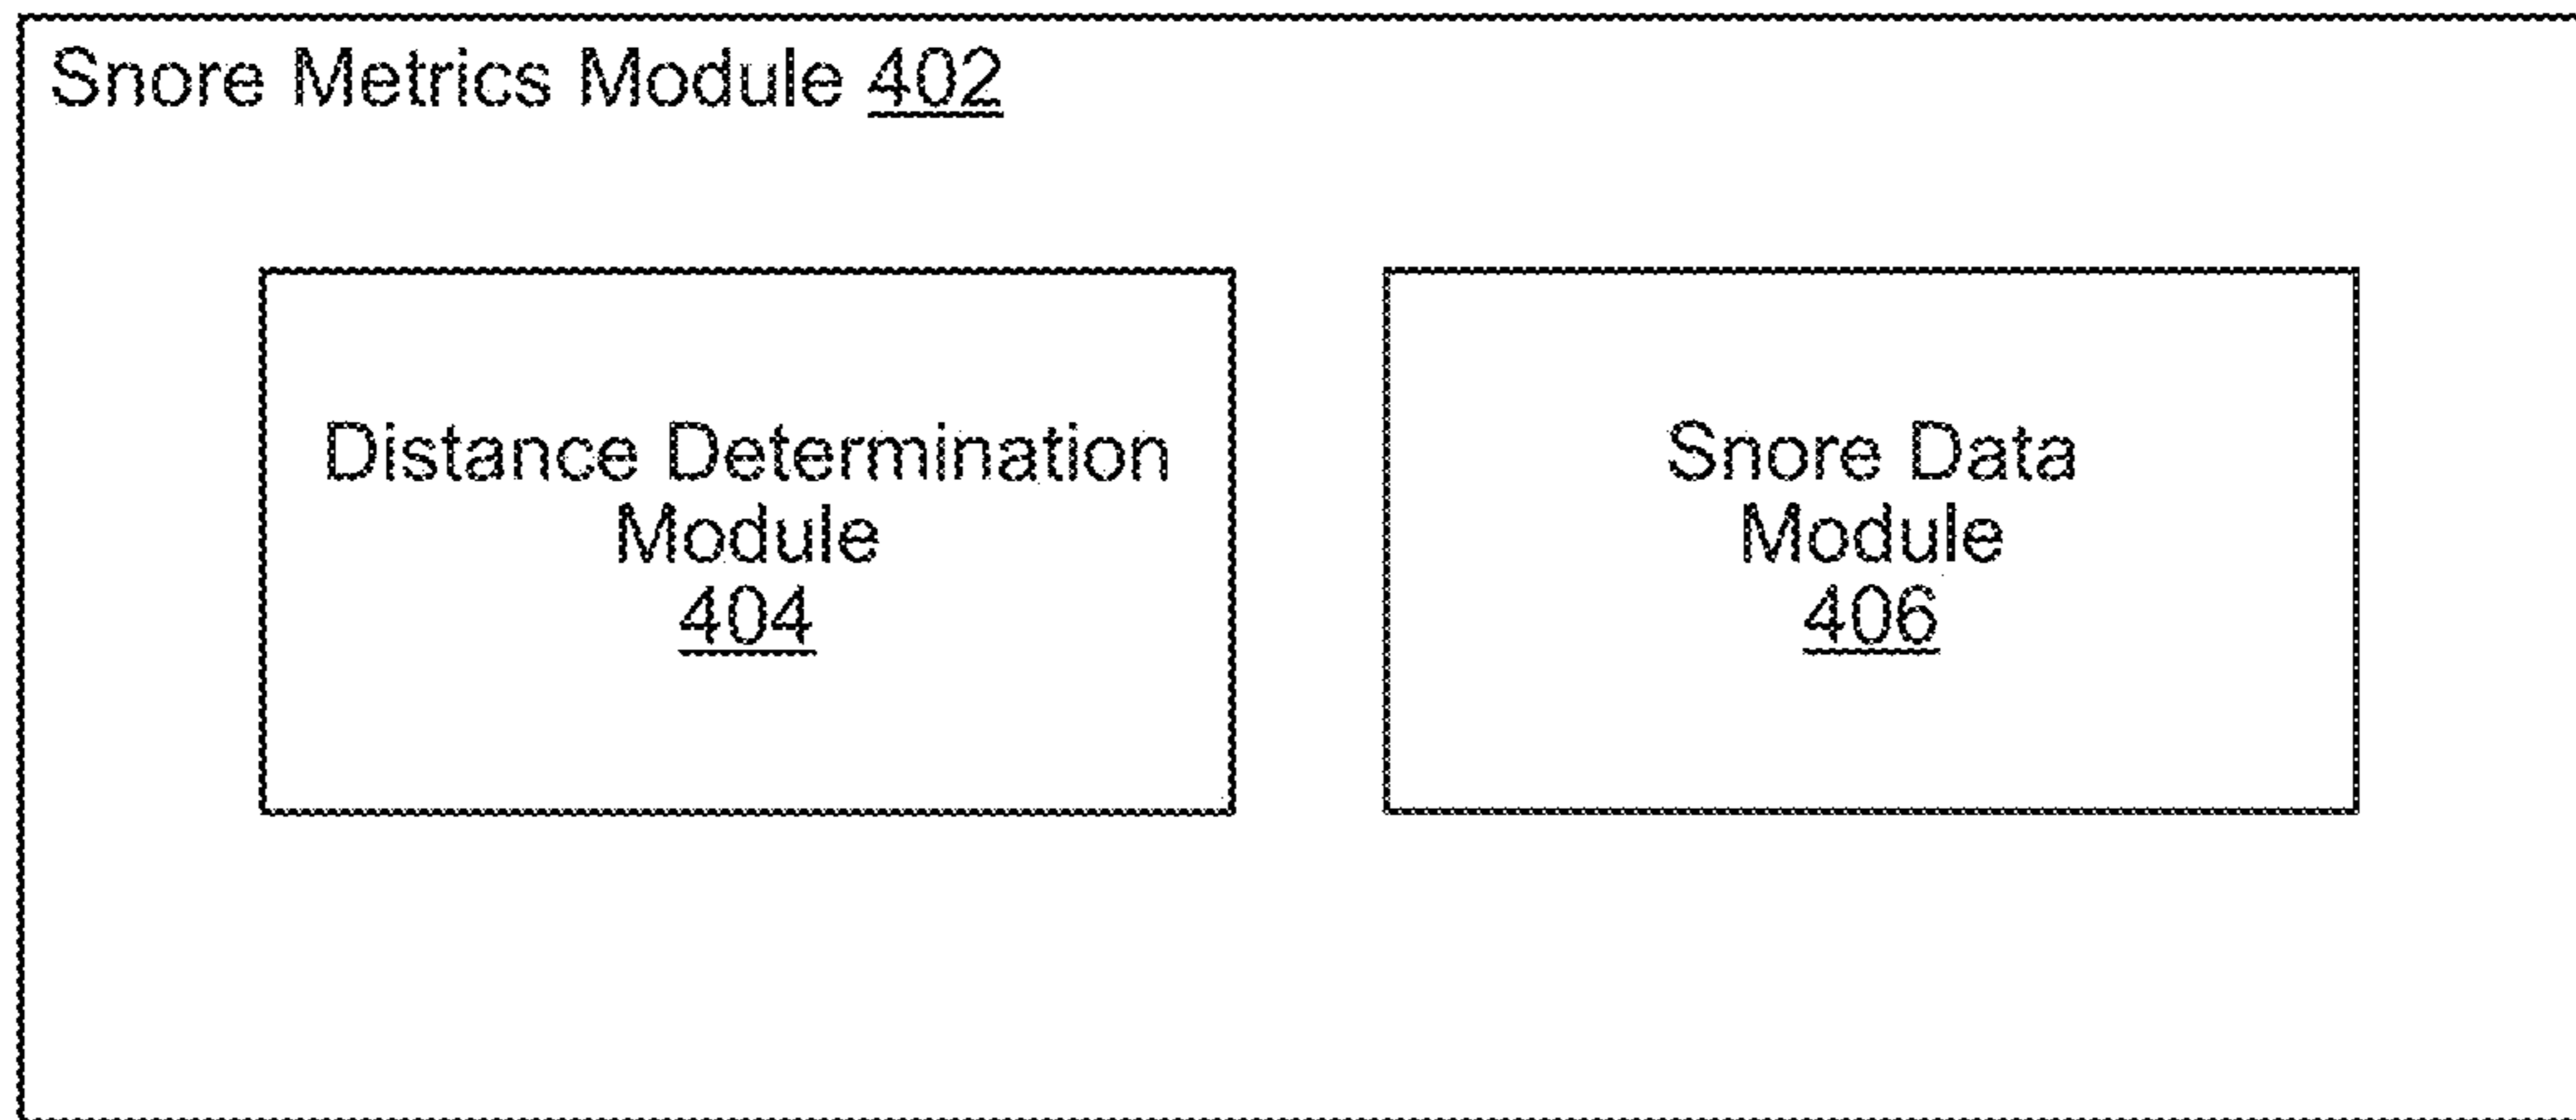 Snore Metrics Module 402
Distance Determination
Module
404
Snore Data
Module
406